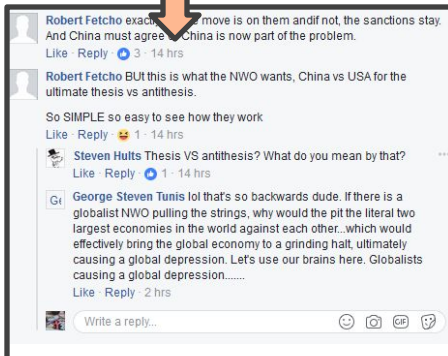 Robert Fetcho exac move is on them andif not, the sanctions stay.
And China must agree China is now part of the problem.
Like · Reply · 3 · 14 hrs
Robert Fetcho BUt this is what the NWO wants, China vs USA for the
ultimate thesis vs antithesis.
So SIMPLE so easy to see how they work
Like · Reply · 1 · 14 hrs
Steven Hults Thesis VS antithesis? What do you mean by that?
Like · Reply · 1 · 14 hrs
Ge George Steven Tunis lol that's so backwards dude. If there is a
globalist NWO pulling the strings, why would the pit the literal two
largest economies in the world against each other...which would
effectively bring the global economy to a grinding halt, ultimately
causing a global depression. Let's use our brains here. Globalists
causing a global depression.......
Like · Reply · 2 hrs
Write a reply...
GIF